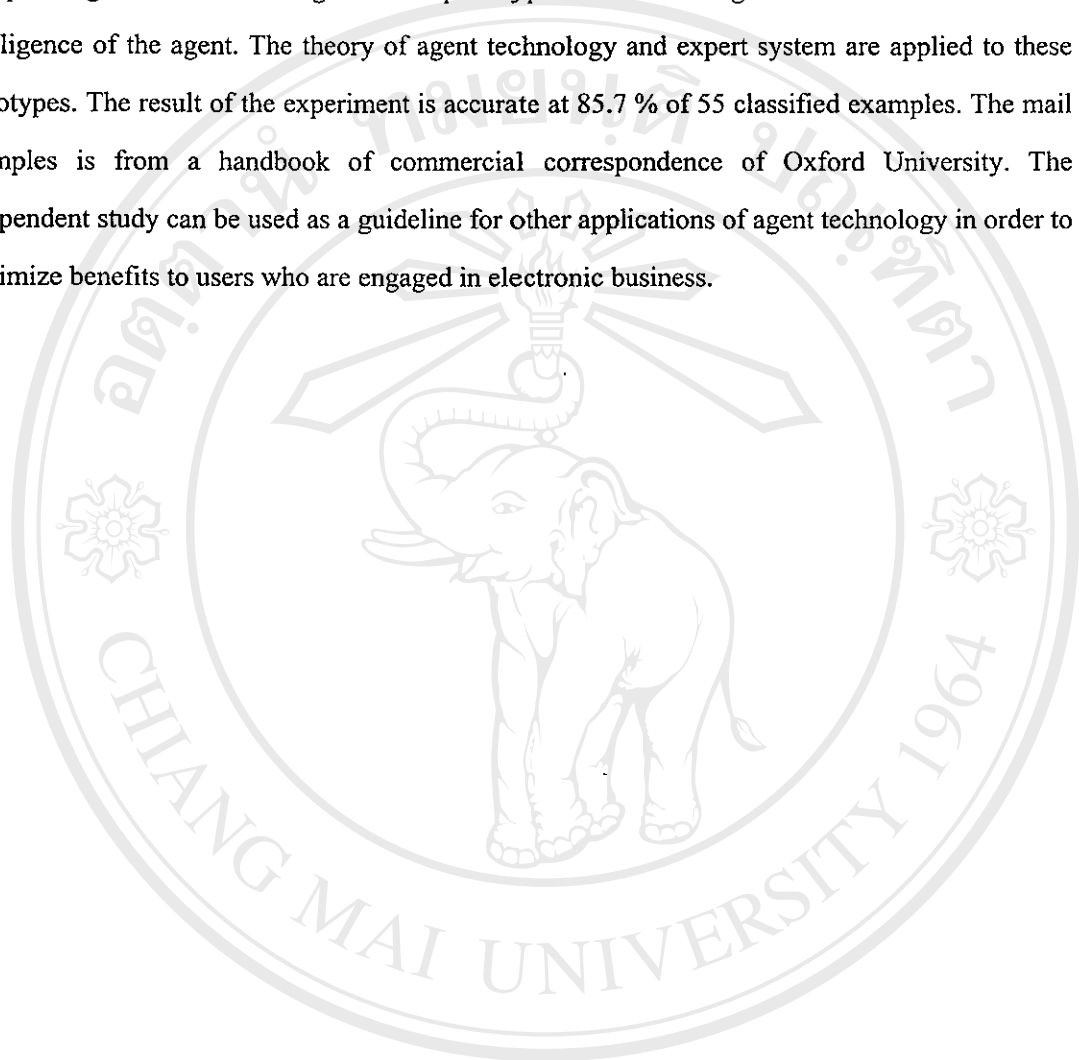 ligence of the agent. The theory of agent technology and expert system are applied to these
otypes. The result of the experiment is accurate at 85.7 % of 55 classified examples. The mail
mples is from a handbook of commercial correspondence of Oxford University. The
pendent study can be used as a guideline for other applications of agent technology in order to
imize benefits to users who are engaged in electronic business.
CHIANG MAI UNIVERSITY 1964